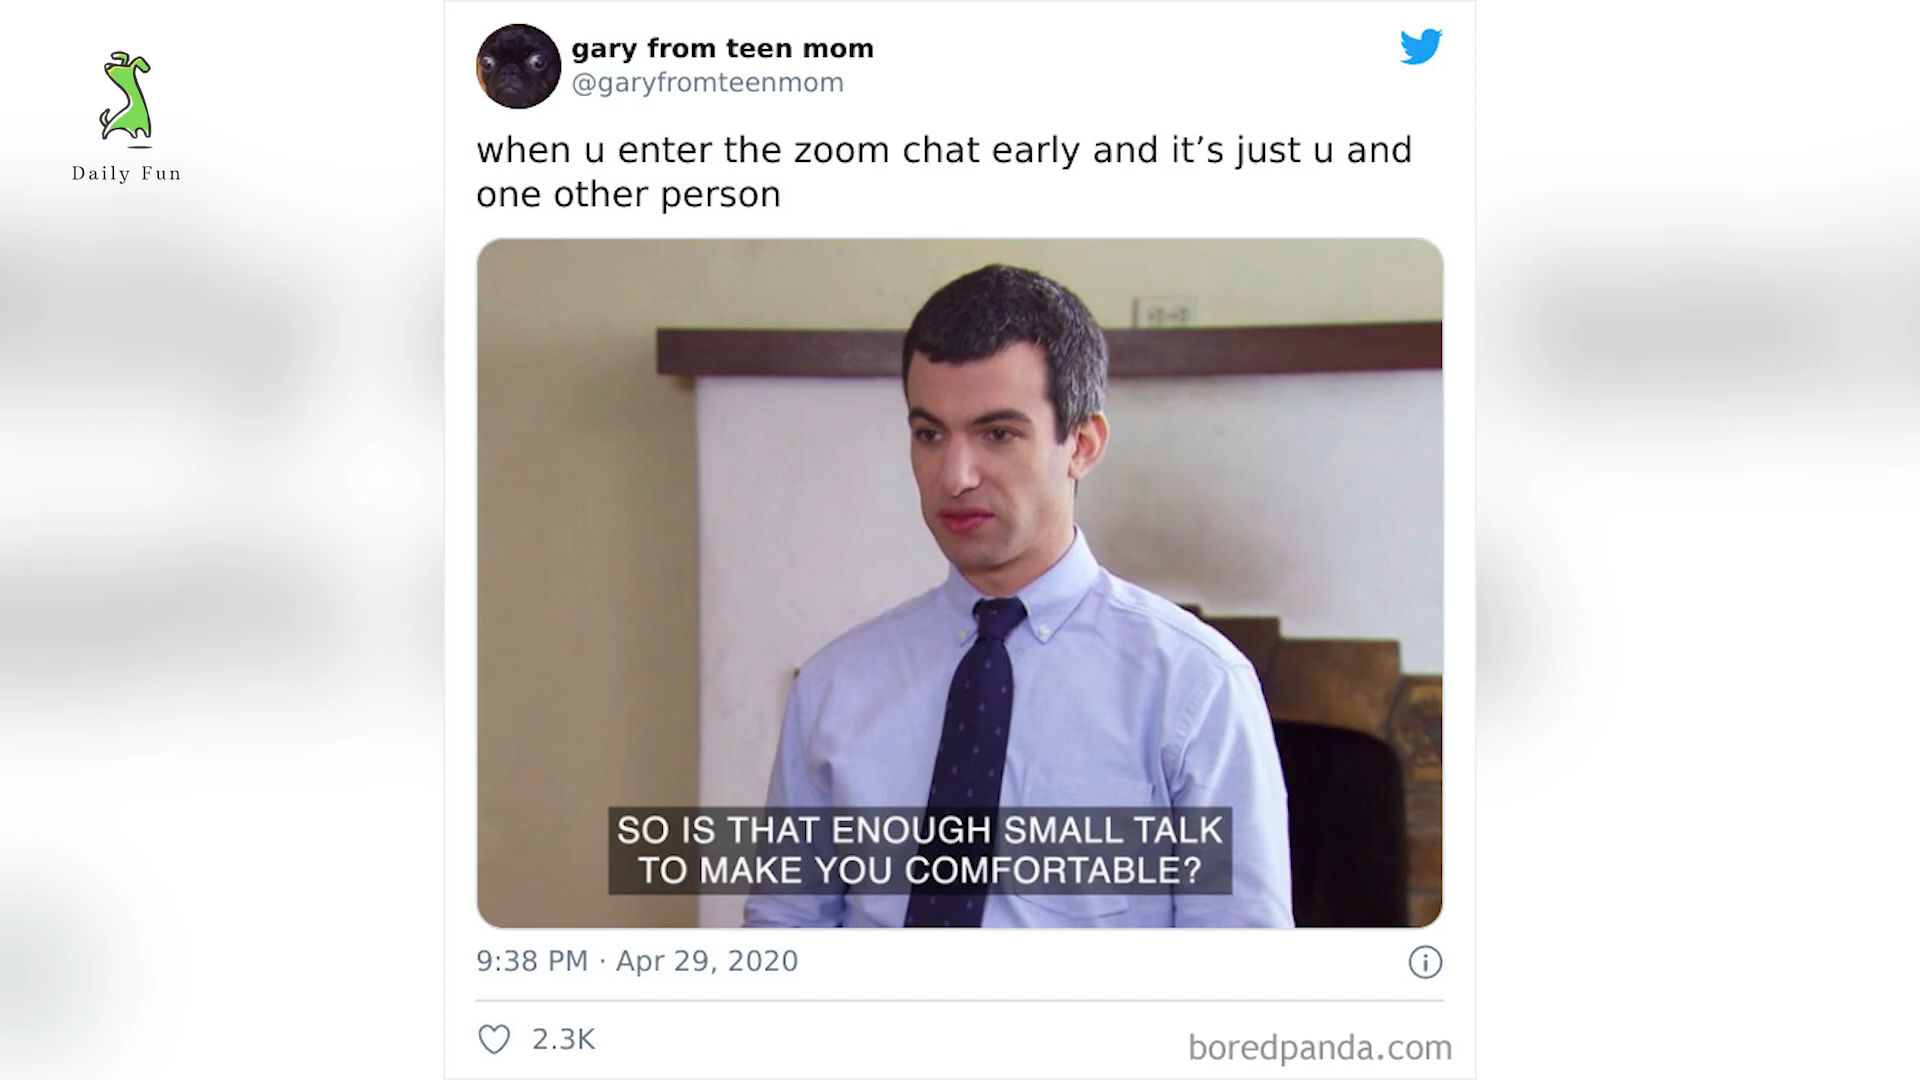 Daily Fun
gary from teen mom
@garyfromteenmom
when u enter the zoom chat early and it’s just u and
one other person
SO IS THAT ENOUGH SMALL TALK
TO MAKE YOU COMFORTABLE?
9:38 PM · Apr 29, 2020
2.3K
boredpanda.com